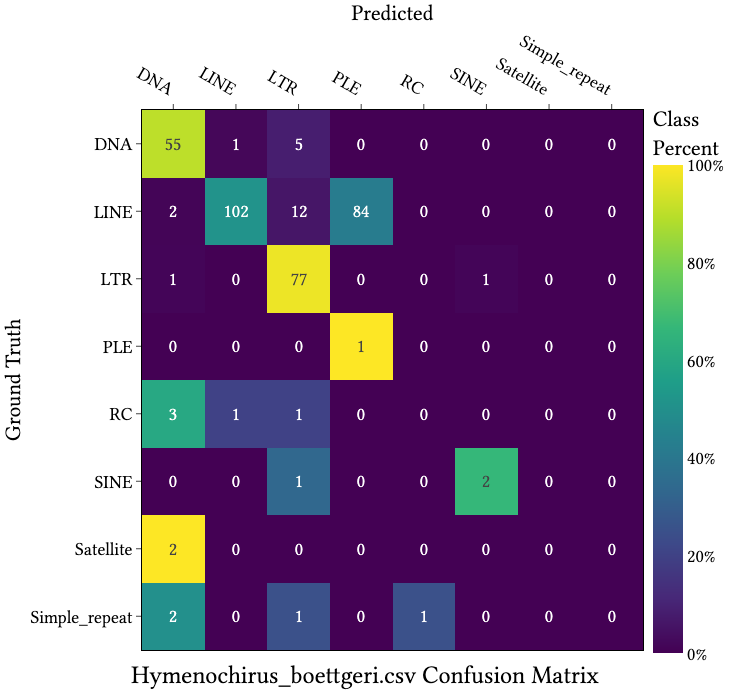 Predicted
DNA LINE LTR PLE RC SINE Satellite Simple_repeat
Class
Percent
DNA 55 1 5 0 0 0 0 0
LINE 2 102 12 84 0 0 0 0
LTR 1 0 77 0 0 1 0 0
PLE 0 0 0 1 0 0 0 0
RC 3 1 1 0 0 0 0 0
SINE 0 0 1 0 0 2 0 0
Satellite 2 0 0 0 0 0 0 0
Simple_repeat 2 0 1 0 1 0 0 0
Ground Truth
100%
80%
60%
40%
20%
0%
Hymenochirus_boettgeri.csv Confusion Matrix